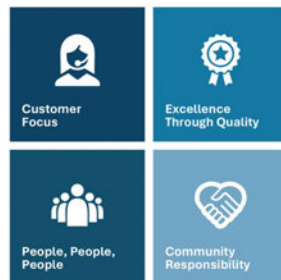 Customer
Focus
Excellence
Through Quality
People, People,
People
Community
Responsibility